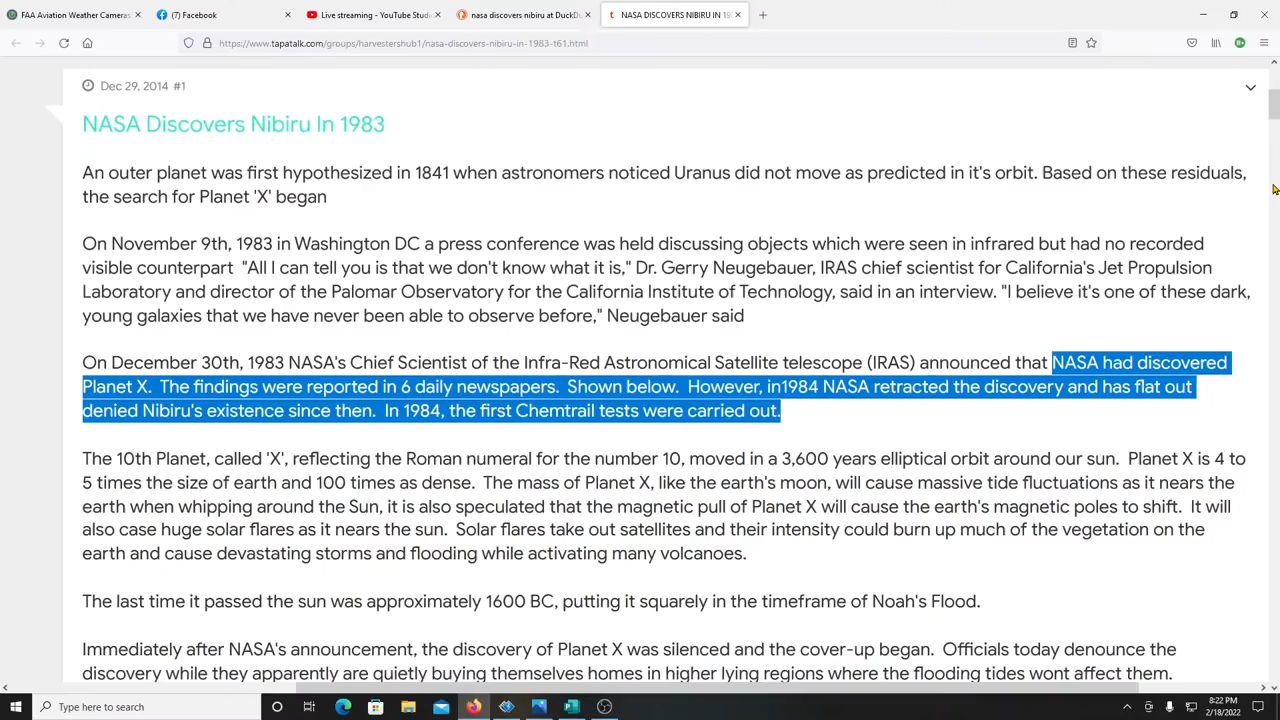 FAA Aviation Weather Cameras
(7) Facebook
Live streaming - YouTube Studio
nasa discovers nibiru at DuckDu
NASA DISCOVERS NIBIRU IN 198
https://www.tapatalk.com/groups/harvestershub1/nasa-discovers-nibiru-in-1983-t61.html
Dec 29, 2014 #1
NASA Discovers Nibiru In 1983
An outer planet was first hypothesized in 1841 when astronomers noticed Uranus did not move as predicted in it's orbit. Based on these residuals,
the search for Planet 'X' began
On November 9th, 1983 in Washington DC a press conference was held discussing objects which were seen in infrared but had no recorded
visible counterpart "All I can tell you is that we don't know what it is," Dr. Gerry Neugebauer, IRAS chief scientist for California's Jet Propulsion
Laboratory and director of the Palomar Observatory for the California Institute of Technology, said in an interview. "I believe it's one of these dark,
young galaxies that we have never been able to observe before," Neugebauer said
On December 30th, 1983 NASA's Chief Scientist of the Infra-Red Astronomical Satellite telescope (IRAS) announced that NASA had discovered
Planet X. The findings were reported in 6 daily newspapers. Shown below. However, in1984 NASA retracted the discovery and has flat out
denied Nibiru's existence since then. In 1984, the first Chemtrail tests were carried out.
The 10th Planet, called 'X', reflecting the Roman numeral for the number 10, moved in a 3,600 years elliptical orbit around our sun. Planet X is 4 to
5 times the size of earth and 100 times as dense. The mass of Planet X, like the earth's moon, will cause massive tide fluctuations as it nears the
earth when whipping around the Sun, it is also speculated that the magnetic pull of Planet X will cause the earth's magnetic poles to shift. It will
also case huge solar flares as it nears the sun. Solar flares take out satellites and their intensity could burn up much of the vegetation on the
earth and cause devastating storms and flooding while activating many volcanoes.
The last time it passed the sun was approximately 1600 BC, putting it squarely in the timeframe of Noah's Flood.
Immediately after NASA's announcement, the discovery of Planet X was silenced and the cover-up began. Officials today denounce the
discovery while they apparently are quietly buying themselves homes in higher lying regions where the flooding tides wont affect them.
Type here to search
8:22 PM
2/18/2022